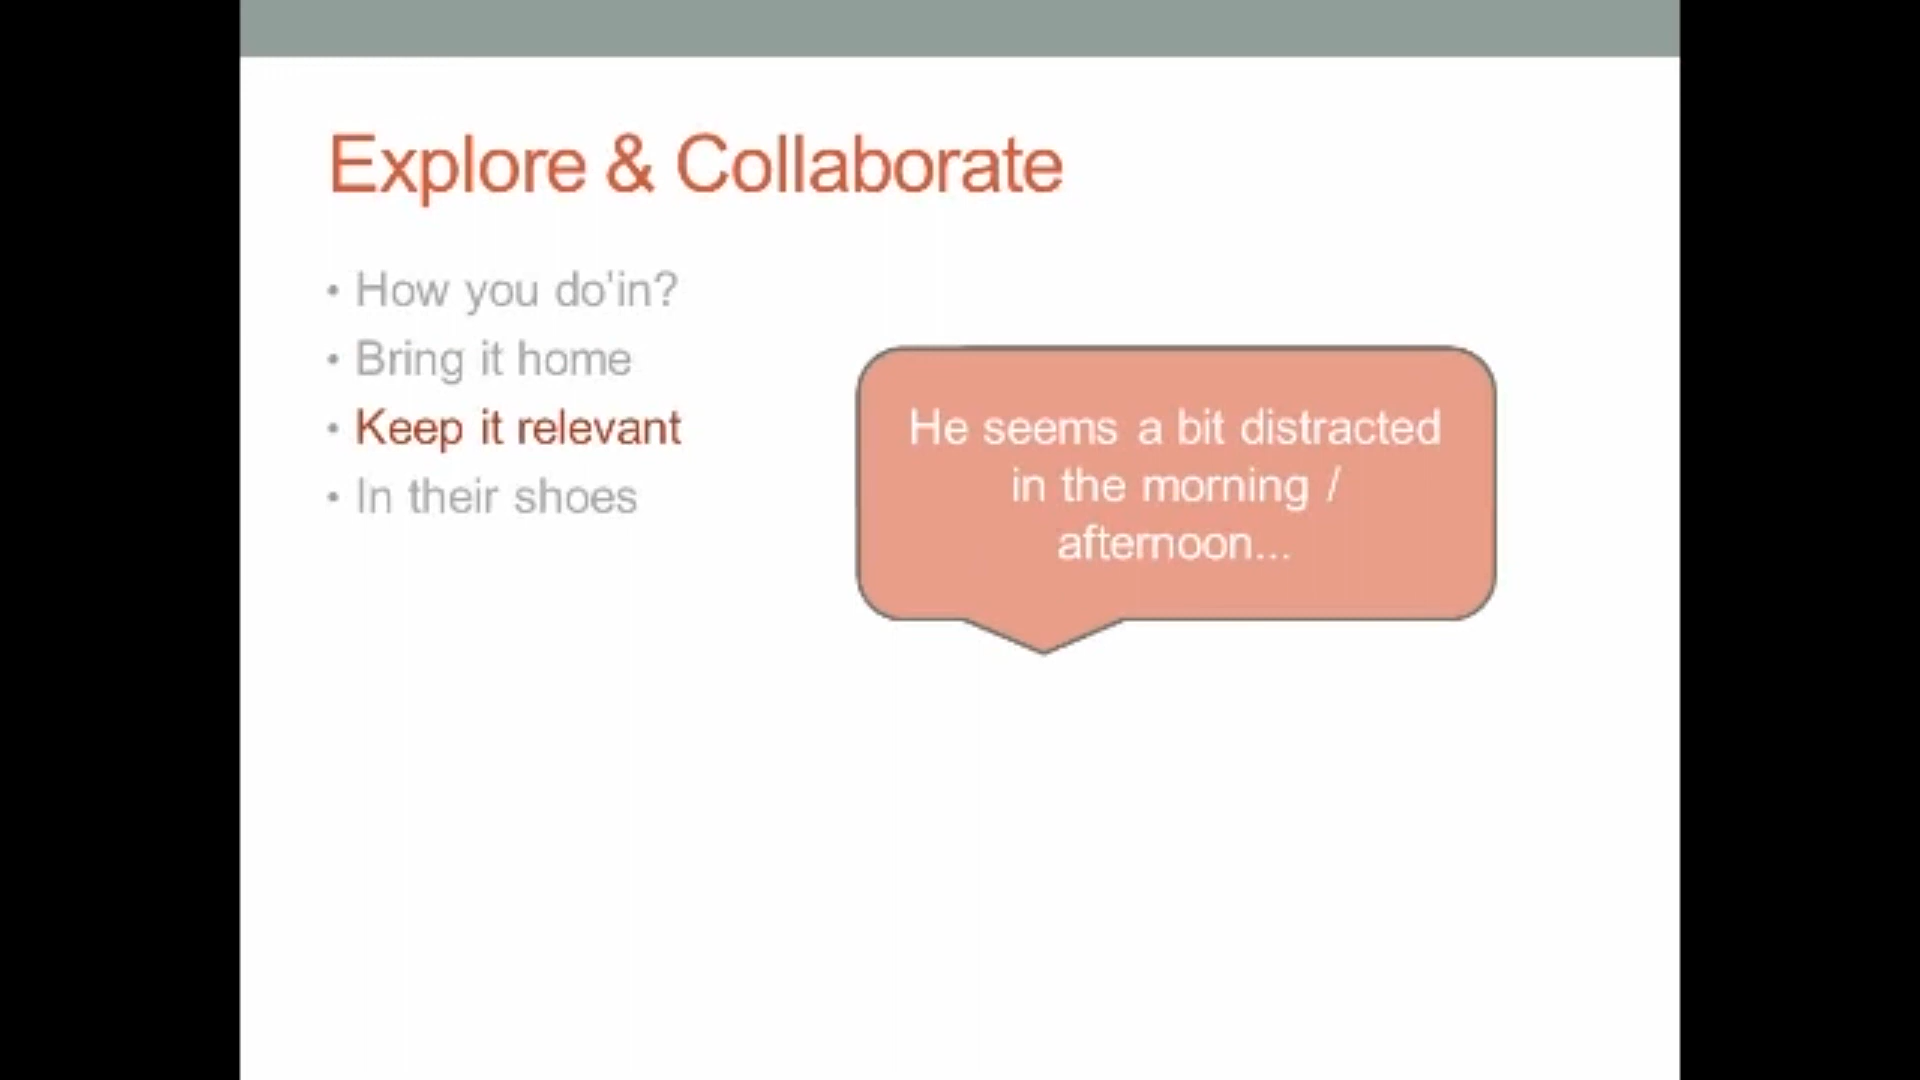 Explore & Collaborate
• How you do'in?
• Bring it home
• Keep it relevant
• In their shoes
He seems a bit distracted
in the morning /
afternoon...